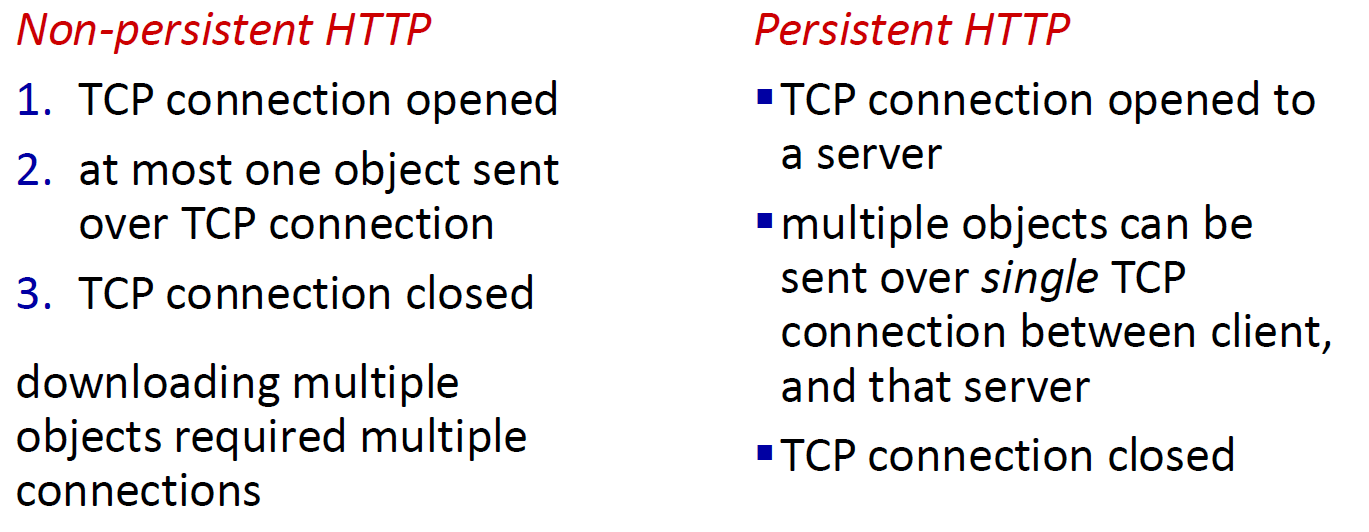 Non-persistent HTTP
1. TCP connection opened
2. at most one object sent
over TCP connection
3. TCP connection closed
downloading multiple
objects required multiple
connections
Persistent HTTP
▪ TCP connection opened to
a server
▪ multiple objects can be
sent over single TCP
connection between client,
and that server
▪ TCP connection closed